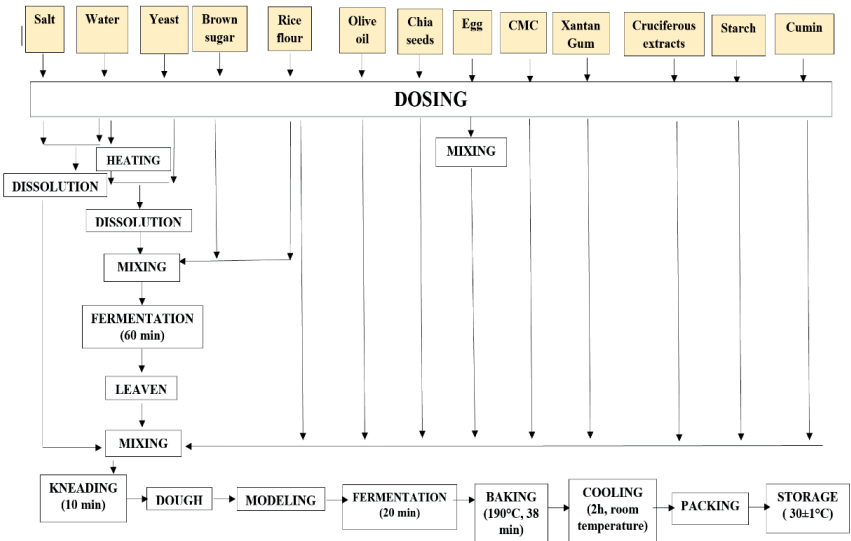 Salt
Water
Yeast
Brown
sugar
Rice
flour
Olive
oil
Chia
seeds
Egg
CMC
Xantan
Gum
Cruciferous
extracts
Starch
Cumin
DOSING
HEATING
MIXING
DISSOLUTION
DISSOLUTION
MIXING
FERMENTATION
(60 min)
LEAVEN
MIXING
KNEADING
(10 min)
DOUGH
MODELING
FERMENTATION
(20 min)
BAKING
(190°C, 38
min)
COOLING
(2h, room
temperature)
PACKING
STORAGE
( 30±1°C)